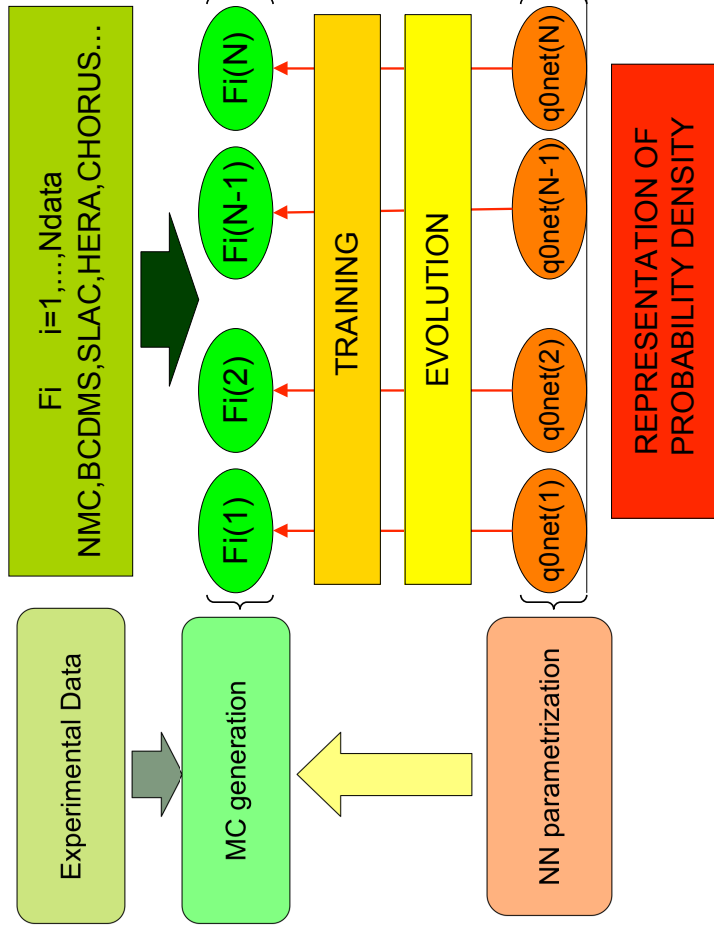 Experimental Data
Fi i=1,...,Ndata
NMC,BCDMS,SLAC,HERA,CHORUS...
MC generation
Fi(1)
Fi(2)
Fi(N-1)
Fi(N)
TRAINING
EVOLUTION
NN parametrization
q0net(1)
q0net(2)
q0net(N-1)
q0net(N)
REPRESENTATION OF
PROBABILITY DENSITY